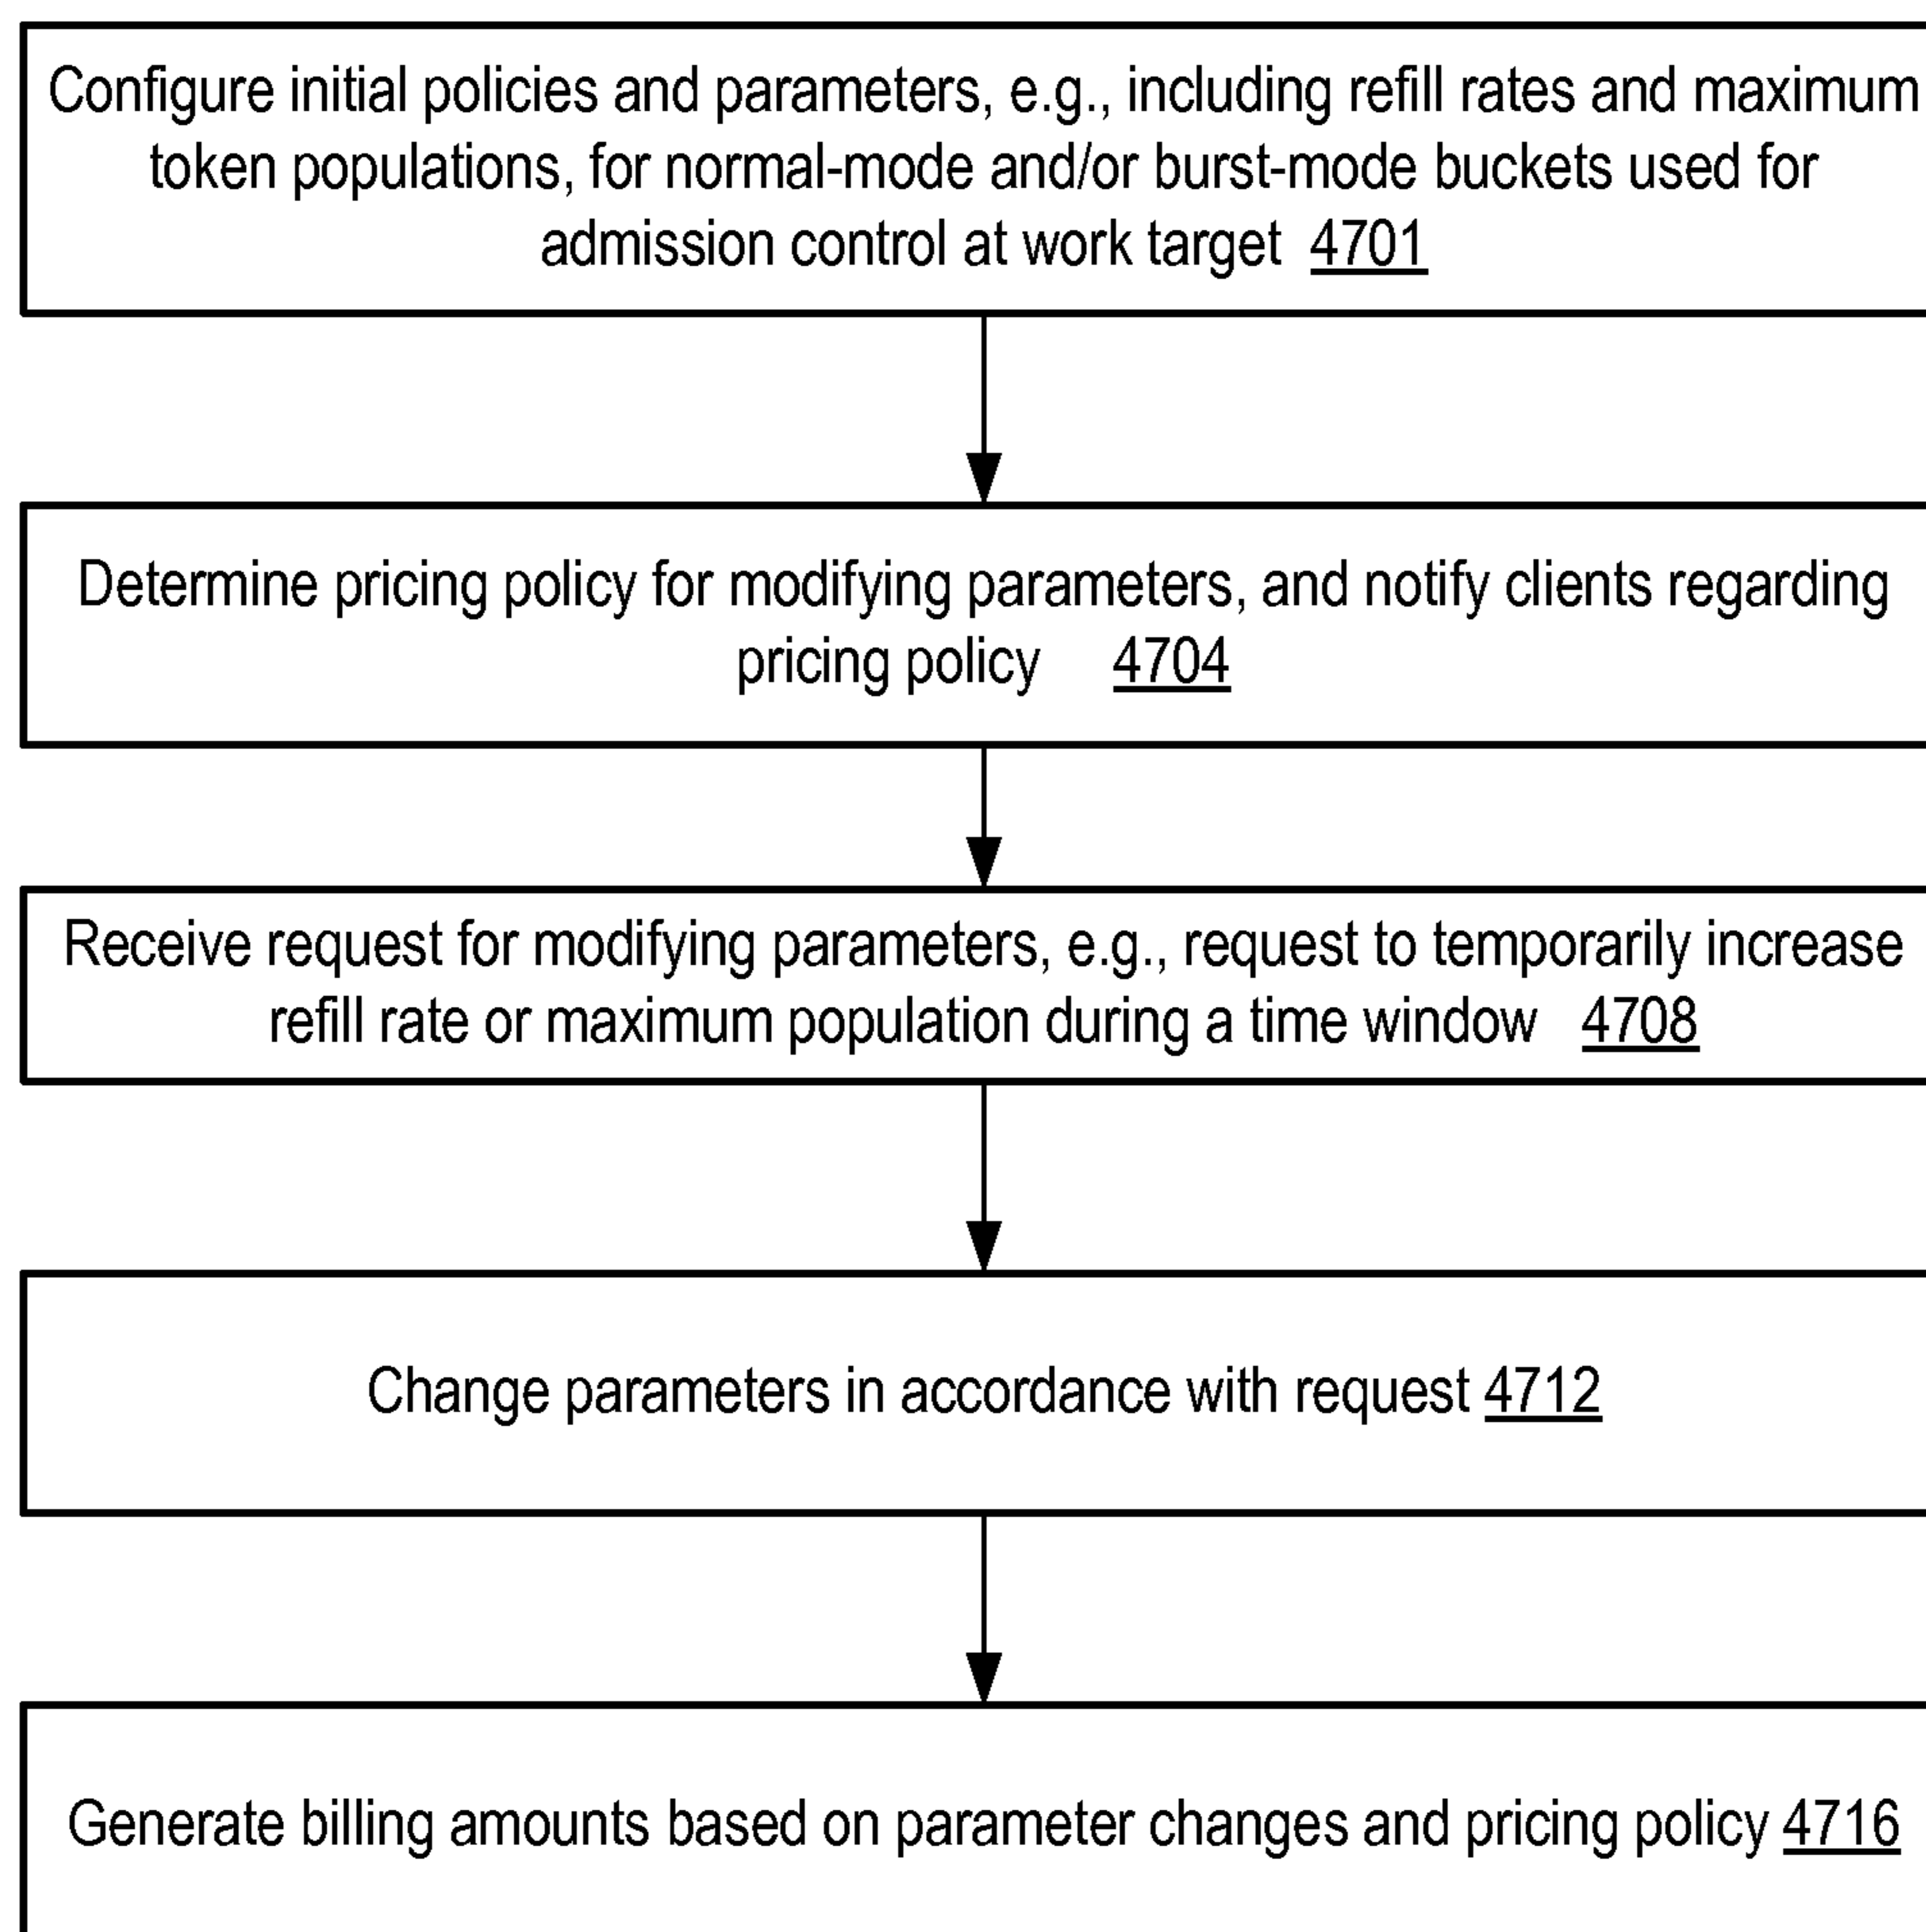 Configure initial policies and parameters, e.g., including refill rates and maximum
token populations, for normal-mode and/or burst-mode buckets used for
admission control at work target 4701
Determine pricing policy for modifying parameters, and notify clients regarding
pricing policy 4704
Receive request for modifying parameters, e.g., request to temporarily increase
refill rate or maximum population during a time window 4708
Change parameters in accordance with request 4712
Generate billing amounts based on parameter changes and pricing policy 4716